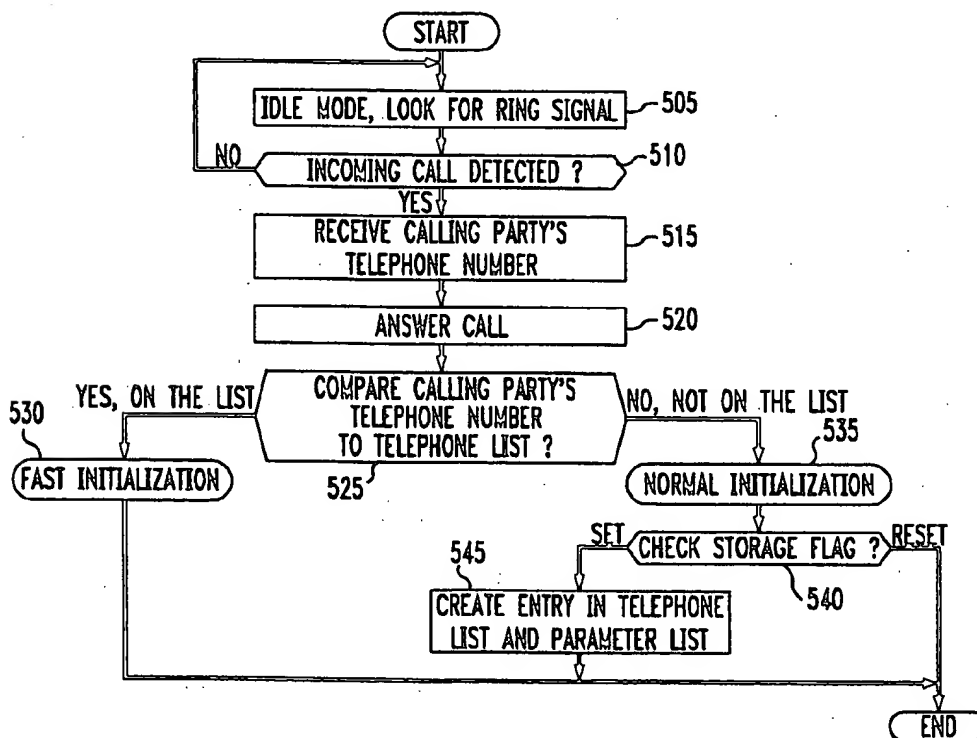 START
IDLE MODE, LOOK FOR RING SIGNAL
505
NO
INCOMING CALL DETECTED ?
510
YES
RECEIVE CALLING PARTY'S
TELEPHONE NUMBER
515
ANSWER CALL
520
YES, ON THE LIST
COMPARE CALLING PARTY'S
TELEPHONE NUMBER
TO TELEPHONE LIST ?
NO, NOT ON THE LIST
525
530
FAST INITIALIZATION
535
NORMAL INITIALIZATION
SET
CHECK STORAGE FLAG ?
RESET
540
545
CREATE ENTRY IN TELEPHONE
LIST AND PARAMETER LIST
END